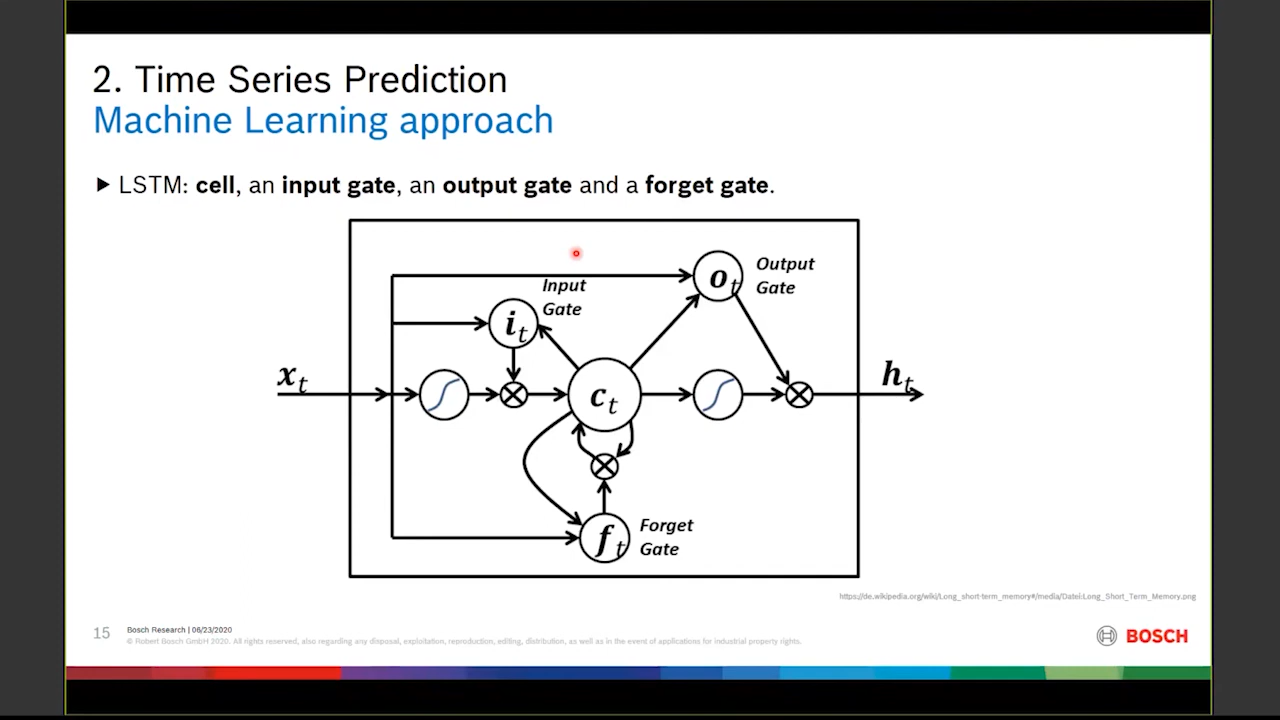 2. Time Series Prediction
Machine Learning approach
▶ LSTM: cell, an input gate, an output gate and a forget gate.
Output
Gate
o_t
Input
Gate
i_t
x_t
c_t
h_t
Forget
Gate
f_t
https://de.wikipedia.org/wiki/Long_short-term_memory#/media/Datei:Long_Short_Term_Memory.png
15
Bosch Research | 06/23/2020
© Robert Bosch GmbH 2020. All rights reserved, also regarding any disposal, exploitation, reproduction, editing, distribution, as well as in the event of applications for industrial property rights.
BOSCH